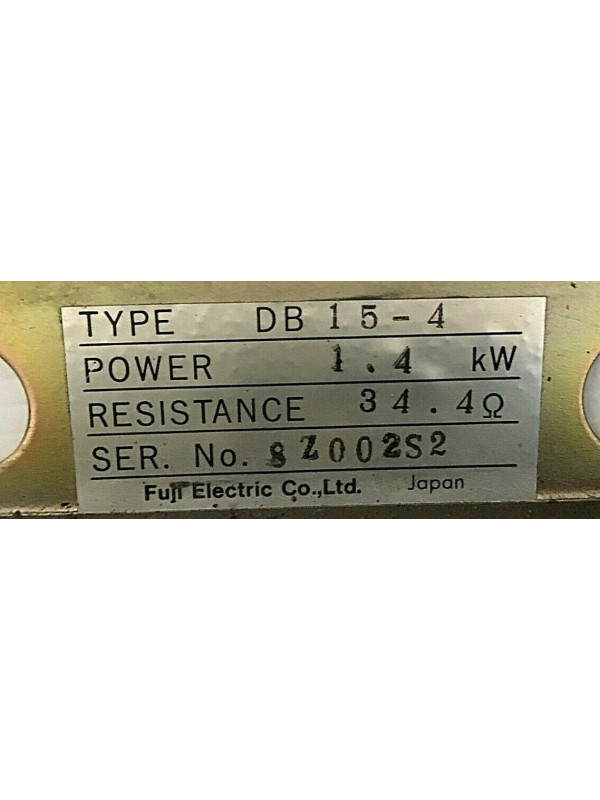 TYPE DB 15-4
POWER 1.4 kW
RESISTANCE 34.4Ω
SER. No. 8Z002S2
Fuji Electric Co.,Ltd. Japan